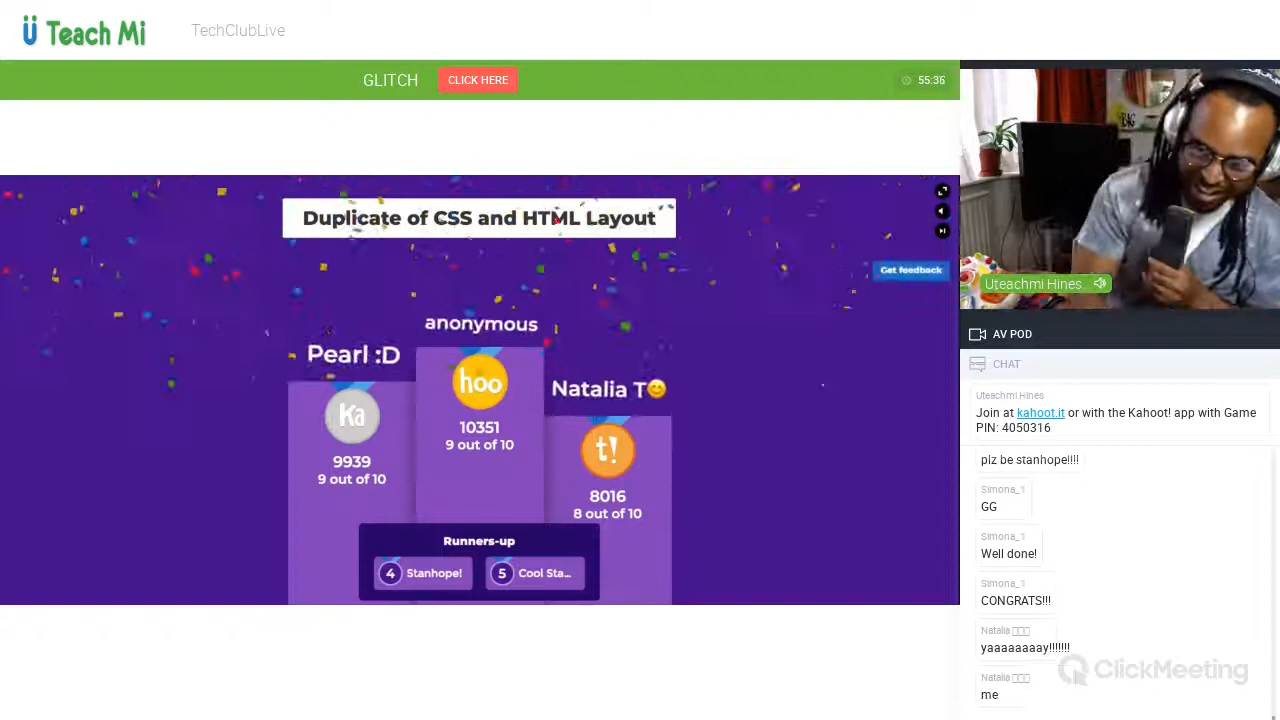 Ü Teach Mi
TechClubLive
GLITCH
CLICK HERE
55:35
Duplicate of CSS and HTML Layout
Get feedback
anonymous
Pearl :D
Natalia T😊
hoo
Ka
t!
10351
9 out of 10
9939
9 out of 10
8016
8 out of 10
Runners-up
4 Stanhope!
5 Cool Sta...
BIG
Uteachmi Hines
AV POD
CHAT
Uteachmi Hines
Join at kahoot.it or with the Kahoot! app with Game
PIN: 4050316
piz be stanhope!!!!
Simona_1
GG
Simona_1
Well done!
Simona_1
CONGRATS!!!
Natalia
yaaaaaaaay!!!!!!!
Natalia
me
ClickMeeting